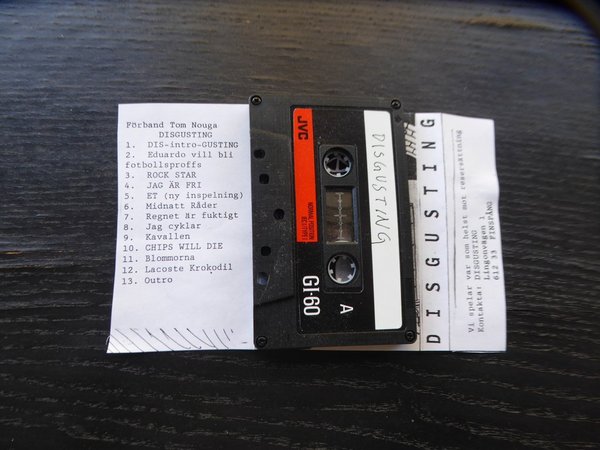 Förband Tom Nouga
DISGUSTING
1. DIS-intro-GUSTING
2. Eduardo vill bli
fotbollsproffs
3. ROCK STAR
4. JAG ÄR FRI
5. ET (ny inspelning)
6. Midnatt Råder
7. Regnet är fuktigt
8. Jag cyklar
9. Kavallen
10. CHIPS WILL DIE
11. Blommorna
12. Lacoste Krokodil
13. Outro
JVC
NORMAL POSITION
GI-60
A
DISGUSTING
DISGUSTING
Vi spelar var som helst mot reseersättning
Kontakta: DISGUSTING
Lingonvägen 1
612 33 FINSPÅNG